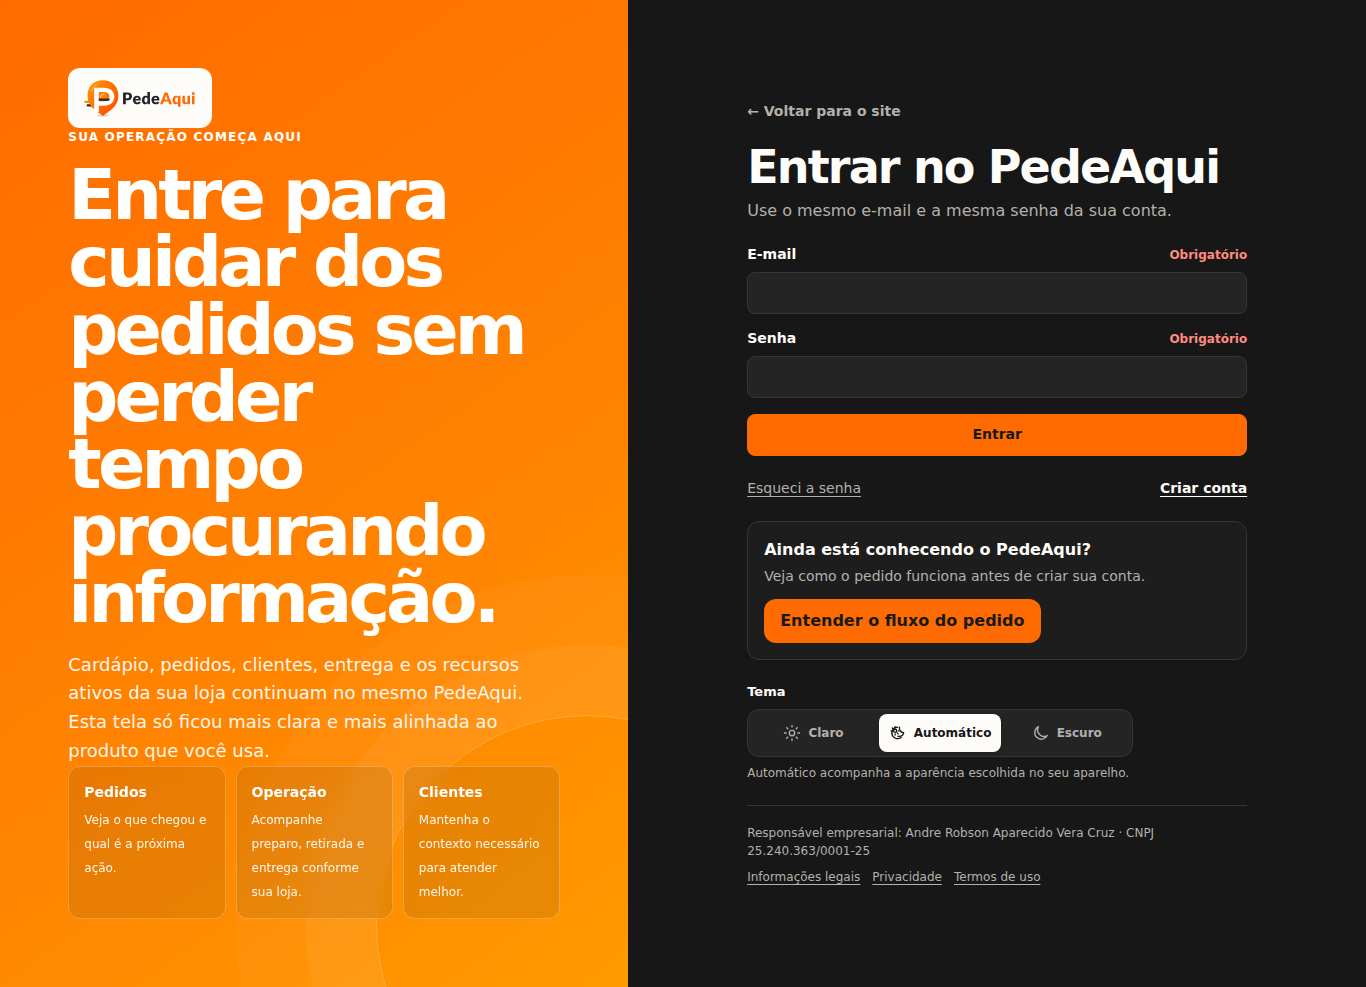 PedeAqui
SUA OPERAÇÃO COMEÇA AQUI
Entre para
cuidar dos
pedidos sem
perder
tempo
procurando
informação.
Cardápio, pedidos, clientes, entrega e os recursos
ativos da sua loja continuam no mesmo PedeAqui.
Esta tela só ficou mais clara e mais alinhada ao
produto que você usa.
Pedidos
Veja o que chegou e
qual é a próxima
ação.
Operação
Acompanhe
preparo, retirada e
entrega conforme
sua loja.
Clientes
Mantenha o
contexto necessário
para atender
melhor.
← Voltar para o site
Entrar no PedeAqui
Use o mesmo e-mail e a mesma senha da sua conta.
E-mail Obrigatório
Senha Obrigatório
Entrar
Esqueci a senha Criar conta
Ainda está conhecendo o PedeAqui?
Veja como o pedido funciona antes de criar sua conta.
Entender o fluxo do pedido
Tema
Claro Automático Escuro
Automático acompanha a aparência escolhida no seu aparelho.
Responsável empresarial: Andre Robson Aparecido Vera Cruz · CNPJ
25.240.363/0001-25
Informações legais Privacidade Termos de uso